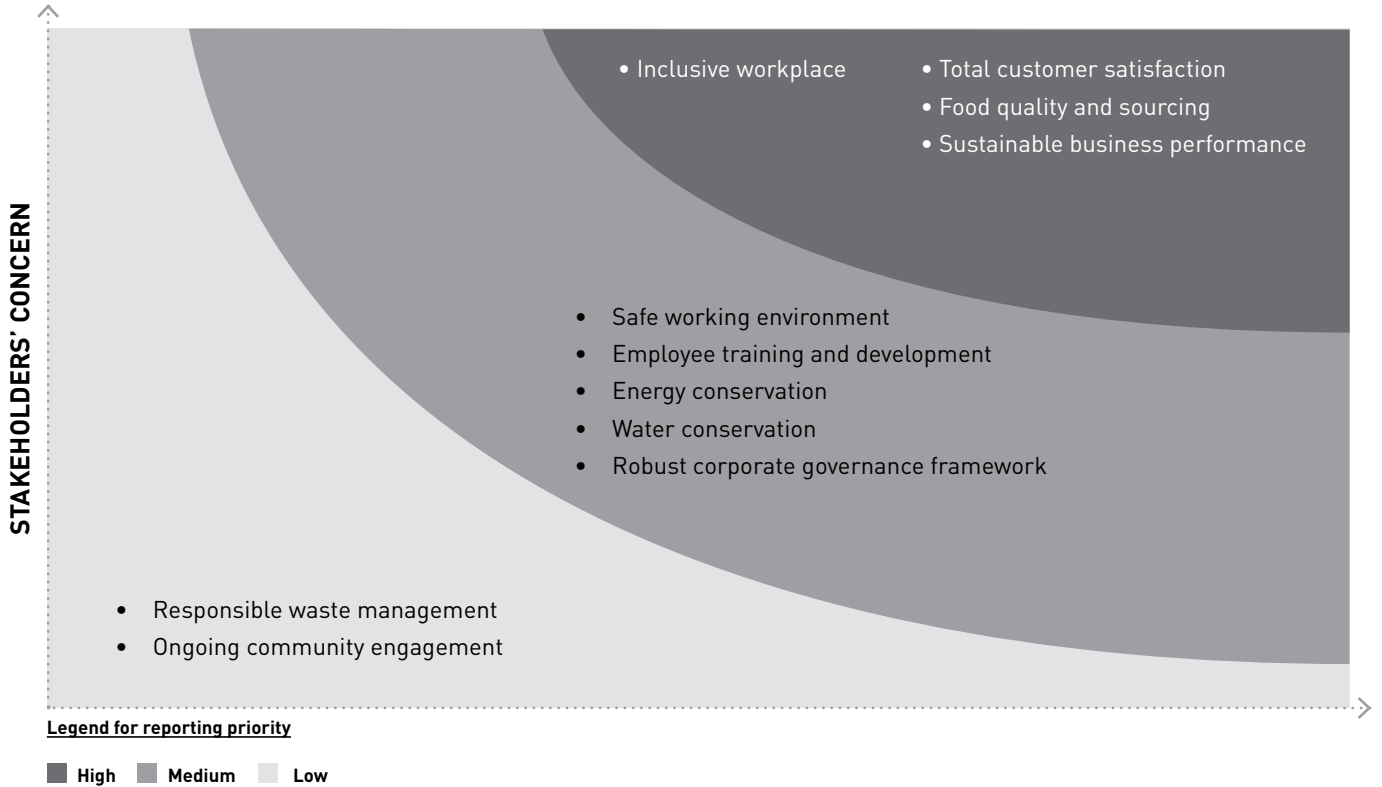 • Inclusive workplace
• Total customer satisfaction
• Food quality and sourcing
• Sustainable business performance
STAKEHOLDERS’ CONCERN
• Safe working environment
• Employee training and development
• Energy conservation
• Water conservation
• Robust corporate governance framework
• Responsible waste management
• Ongoing community engagement
Legend for reporting priority
High
Medium
Low